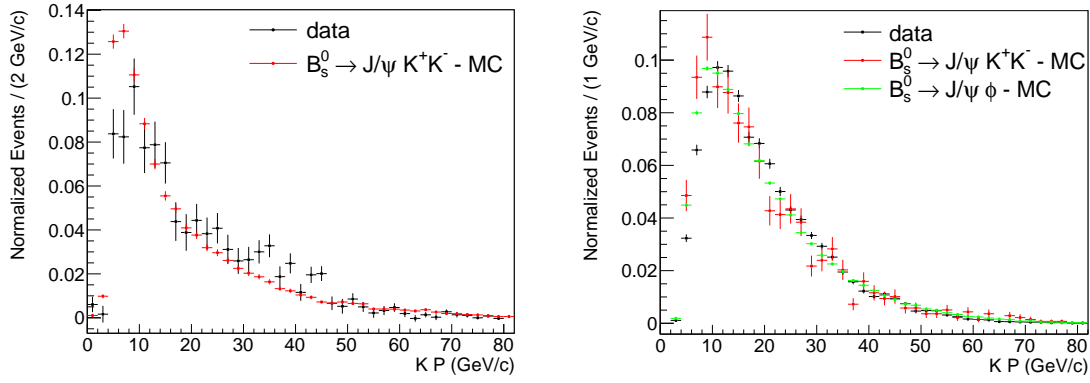 Normalized Events / (2 GeV/c)
0.14
0.12
0.1
0.08
0.06
0.04
0.02
0
data
B⁰ₛ → J/ψ K⁺K⁻ - MC
0 10 20 30 40 50 60 70 80
K P (GeV/c)
Normalized Events / (1 GeV/c)
0.1
0.08
0.06
0.04
0.02
0
data
B⁰ₛ → J/ψ K⁺K⁻ - MC
B⁰ₛ → J/ψ ϕ - MC
0 10 20 30 40 50 60 70 80
K P (GeV/c)